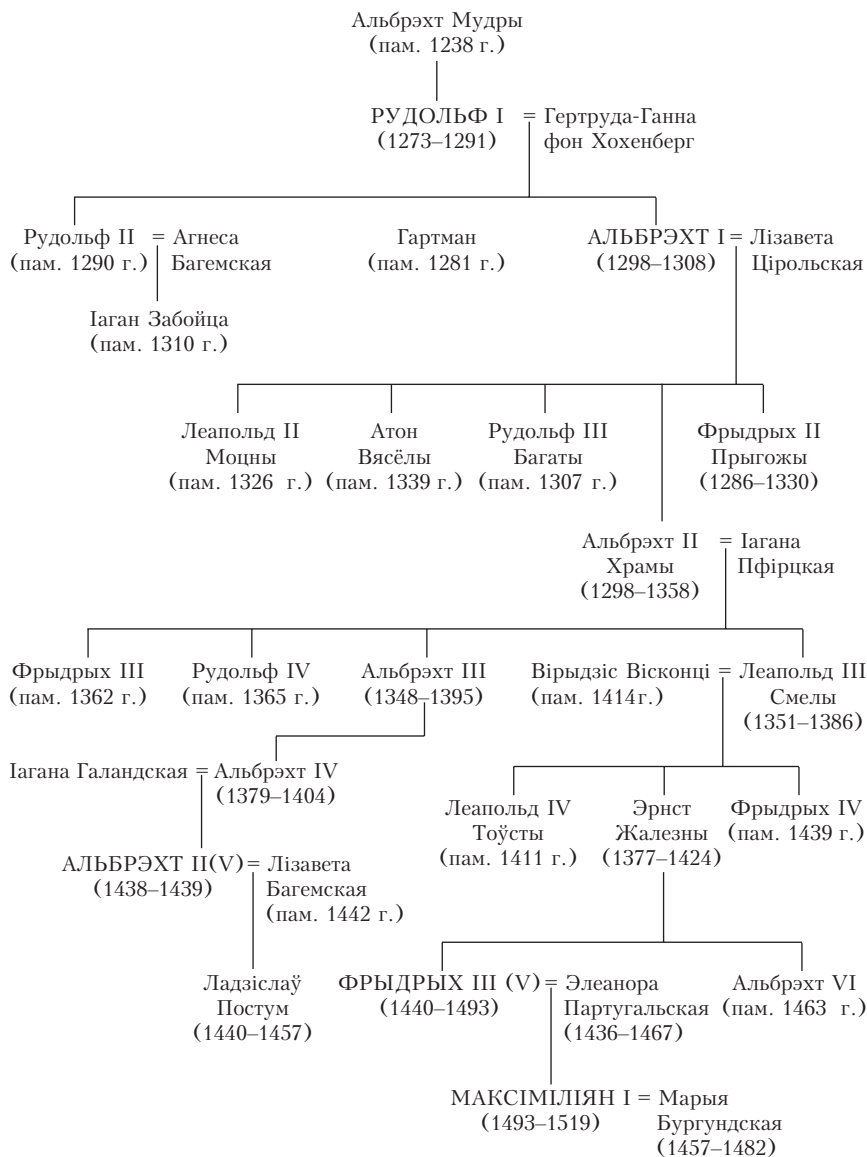 Альбрэхт Мудры
(пам. 1238 г.)
РУДОЛЬФ I = Гертруда-Ганна
(1273–1291) фон Хохенберг
Рудольф II = Агнеса Гартман АЛЬБРЭХТ I = Лізавета
(пам. 1290 г.) Багемская (пам. 1281 г.) (1298–1308) Цірольская
Іаган Забойца
(пам. 1310 г.)
Леапольд II Атон Рудольф III Фрыдрых II
Моцны Вясёлы Багаты Прыгожы
(пам. 1326 г.) (пам. 1339 г.) (пам. 1307 г.) (1286–1330)
Альбрэхт II = Іагана
Храмы Пфірцкая
(1298–1358)
Фрыдрых III Рудольф IV Альбрэхт III Вірыдзіс Вісконці = Леапольд III
(пам. 1362 г.) (пам. 1365 г.) (1348–1395) (пам. 1414 г.) Смелы
(1351–1386)
Іагана Галандская = Альбрэхт IV
(1379–1404)
Леапольд IV Эрнст Фрыдрых IV
Тоўсты Жалезны (пам. 1439 г.)
(пам. 1411 г.) (1377–1424)
АЛЬБРЭХТ II(V) = Лізавета
(1438–1439) Багемская
(пам. 1442 г.)
Ладзіслаў ФРЫДРЫХ III (V) = Элеанора Альбрэхт VI
Постум (1440–1493) Партугальская (пам. 1463 г.)
(1440–1457) (1436–1467)
МАКСІМІЛІЯН I = Марыя
(1493–1519) Бургундская
(1457–1482)